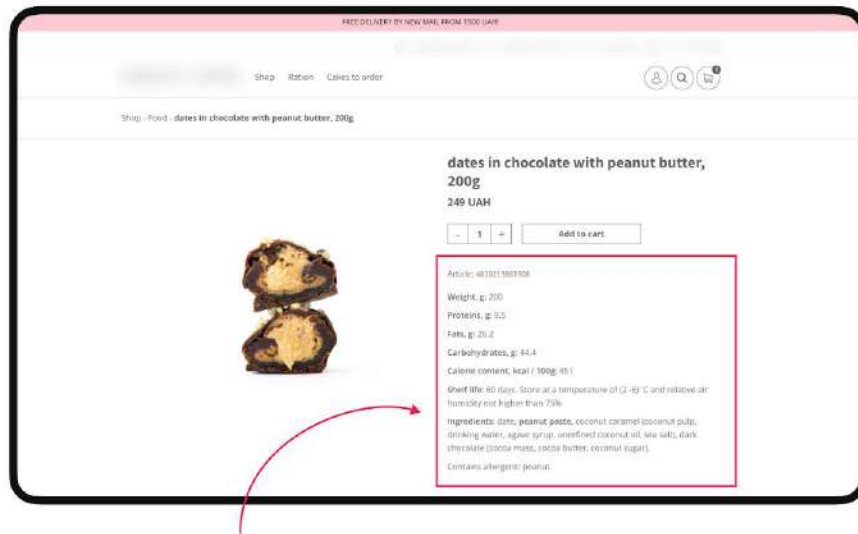 FREE DELIVERY BY NEW MAIL FROM 1500 UAH!
Shop Ration Cakes to order
Shop - Food - dates in chocolate with peanut butter, 200g
dates in chocolate with peanut butter,
200g
249 UAH
- 1 + Add to cart
Article:
Weight, g: 200
Proteins, g: 9.5
Fats, g: 26.2
Carbohydrates, g: 44.4
Calorie content, kcal / 100g: 451
Shelf life: 60 days. Store at a temperature of (2 -6)°C and relative air
humidity not higher than 75%
Ingredients: date, peanut paste, coconut caramel (coconut pulp,
drinking water, agave syrup, unrefined coconut oil, sea salt), dark
chocolate (cocoa mass, cocoa butter, coconut sugar).
Contains allergens: peanut.